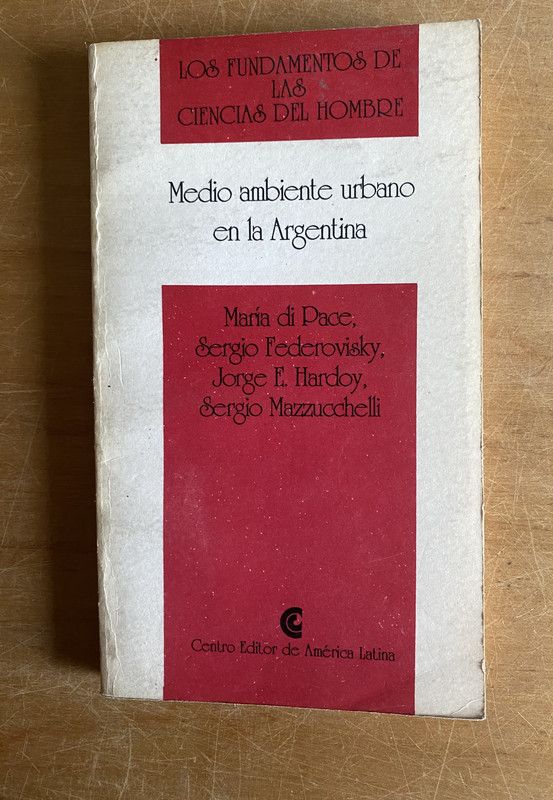 LOS FUNDAMENTOS DE
LAS
CIENCIAS DEL HOMBRE
Medio ambiente urbano
en la Argentina
María di Pace,
Sergio Federovisky,
Jorge E. Hardoy,
Sergio Mazzucchelli
Centro Editor de América Latina